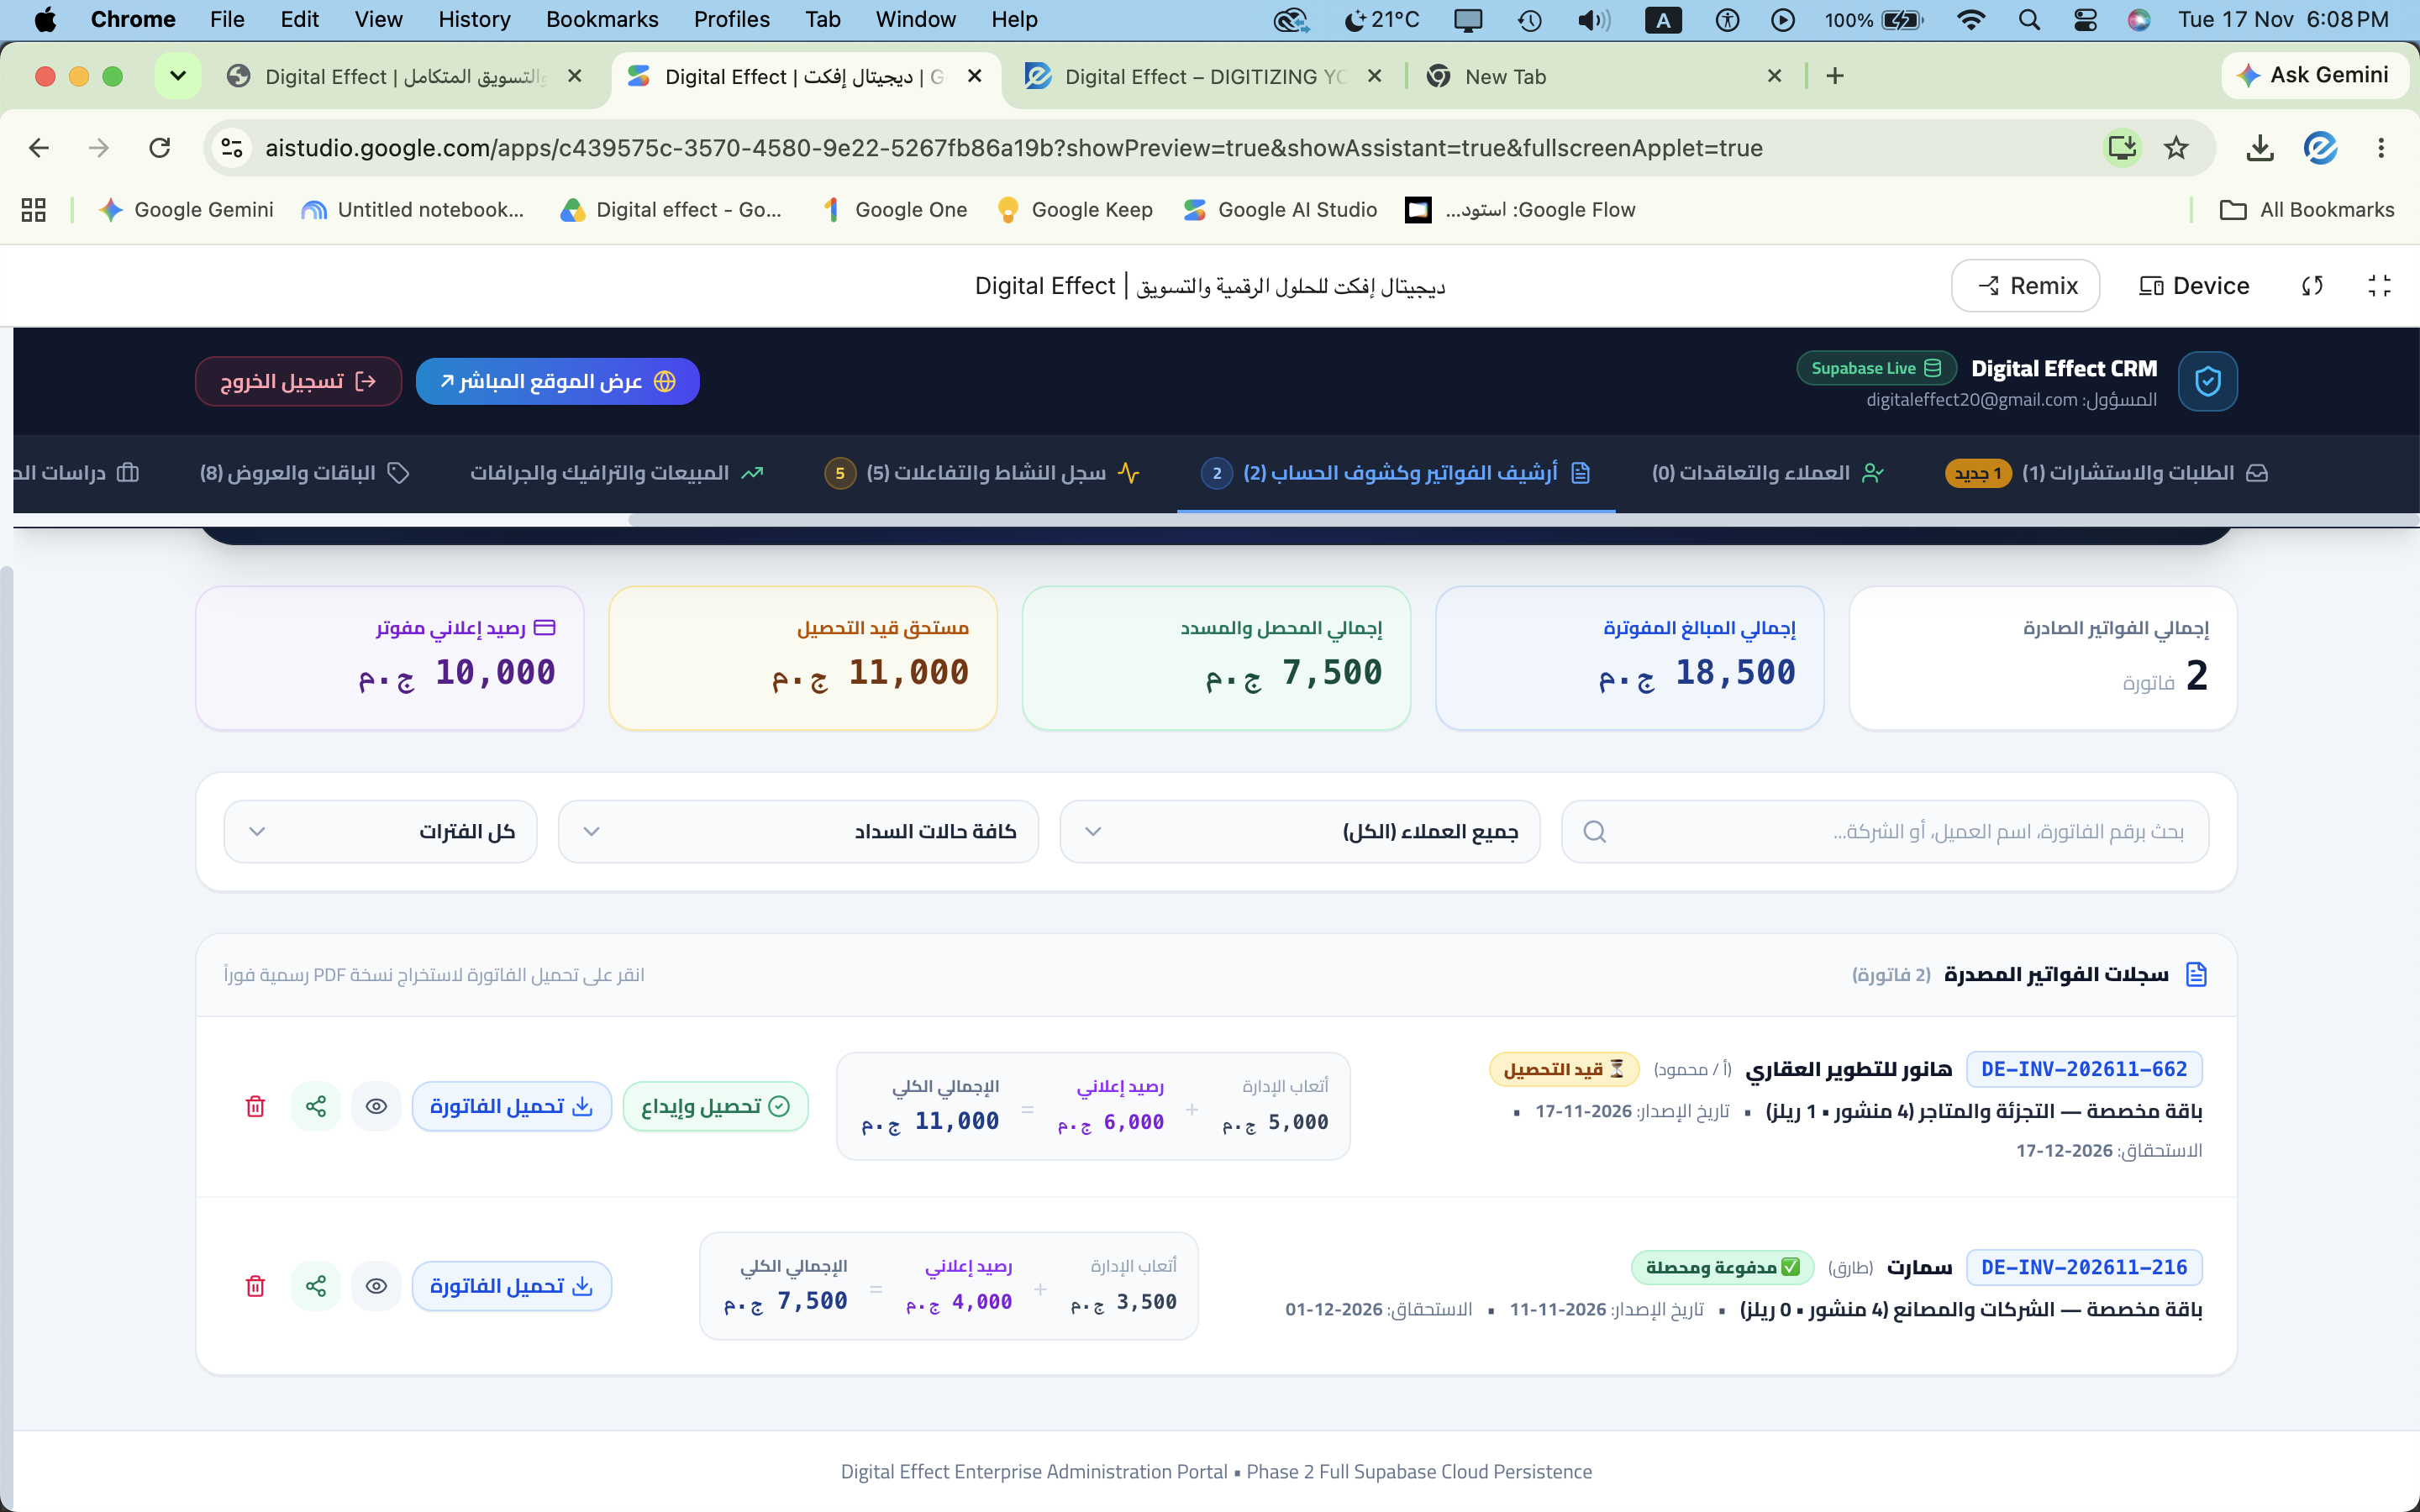 Chrome File Edit View History Bookmarks Profiles Tab Window Help 21°C A 100% Tue 17 Nov 6:08 PM
Digital Effect | والتسويق المتكامل
Digital Effect | ديجيتال إفكت | G
Digital Effect – DIGITIZING YC
New Tab
Ask Gemini
aistudio.google.com/apps/c439575c-3570-4580-9e22-5267fb86a19b?showPreview=true&showAssistant=true&fullscreenApplet=true
Google Gemini Untitled notebook... Digital effect - Go... Google One Google Keep Google AI Studio Google Flow: استود... All Bookmarks
Digital Effect | ديجيتال إفكت للحلول الرقمية والتسويق
Remix Device
Digital Effect CRM Supabase Live
المسؤول: digitaleffect20@gmail.com
عرض الموقع المباشر ↗
تسجيل الخروج
الطلبات والاستشارات (1) 1 جديد
العملاء والتعاقدات (0)
أرشيف الفواتير وكشوف الحساب (2) 2
سجل النشاط والتفاعلات (5) 5
المبيعات والترافيك والجرافات
الباقات والعروض (8)
دراسات
إجمالي الفواتير الصادرة
2 فاتورة
إجمالي المبالغ المفوترة
18,500 ج.م
إجمالي المحصل والمسدد
7,500 ج.م
مستحق قيد التحصيل
11,000 ج.م
رصيد إعلاني مفوتر
10,000 ج.م
بحث برقم الفاتورة، اسم العميل، أو الشركة...
جميع العملاء (الكل)
كافة حالات السداد
كل الفترات
سجلات الفواتير المصدرة (2 فاتورة)
انقر على تحميل الفاتورة لاستخراج نسخة PDF رسمية فوراً
DE-INV-202611-662 هانور للتطوير العقاري (أ / محمود) ⏳ قيد التحصيل
باقة مخصصة — التجزئة والمتاجر (4 منشور • 1 ريلز) • تاريخ الإصدار: 2026-11-17 •
الاستحقاق: 2026-12-17
أتعاب الإدارة + رصيد إعلاني = الإجمالي الكلي
5,000 ج.م 6,000 ج.م 11,000 ج.م
تحصيل وإيداع
تحميل الفاتورة
DE-INV-202611-216 سمارت (طارق) ✅ مدفوعة ومحصلة
باقة مخصصة — الشركات والمصانع (4 منشور • 0 ريلز) • تاريخ الإصدار: 2026-11-11 • الاستحقاق: 2026-12-01
أتعاب الإدارة + رصيد إعلاني = الإجمالي الكلي
3,500 ج.م 4,000 ج.م 7,500 ج.م
تحميل الفاتورة
Digital Effect Enterprise Administration Portal • Phase 2 Full Supabase Cloud Persistence